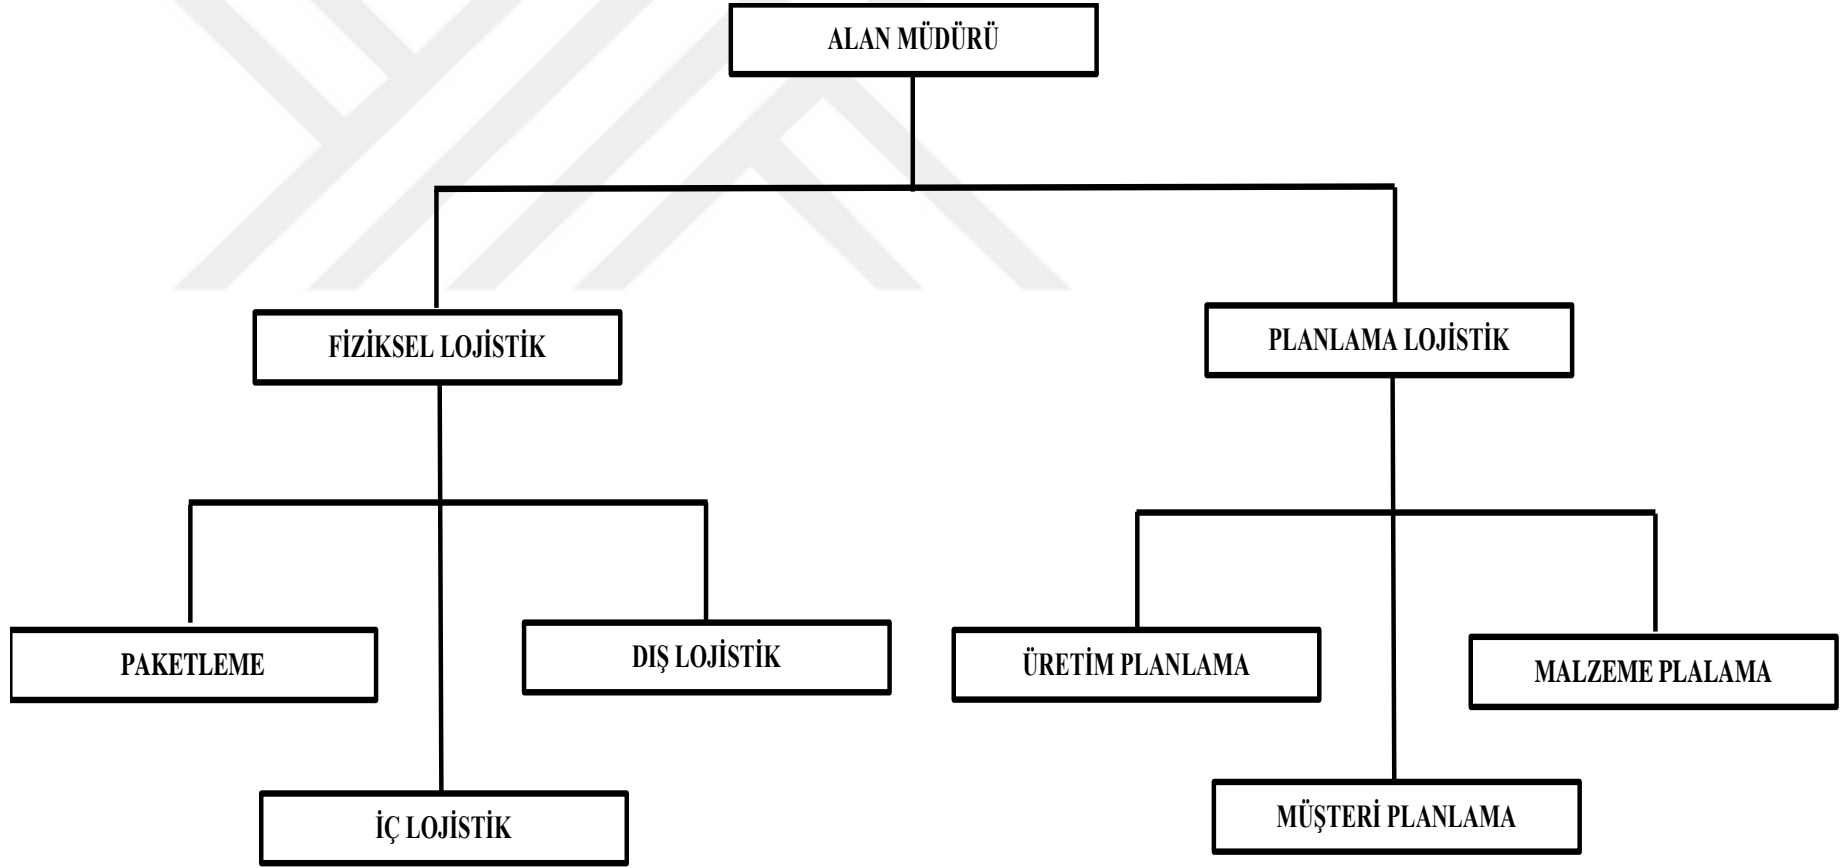 ALAN MÜDÜRÜ
FİZİKSEL LOJİSTİK
PLANLAMA LOJİSTİK
PAKETLEME
DIŞ LOJİSTİK
ÜRETİM PLANLAMA
MALZEME PLALAMA
İÇ LOJİSTİK
MÜŞTERİ PLANLAMA